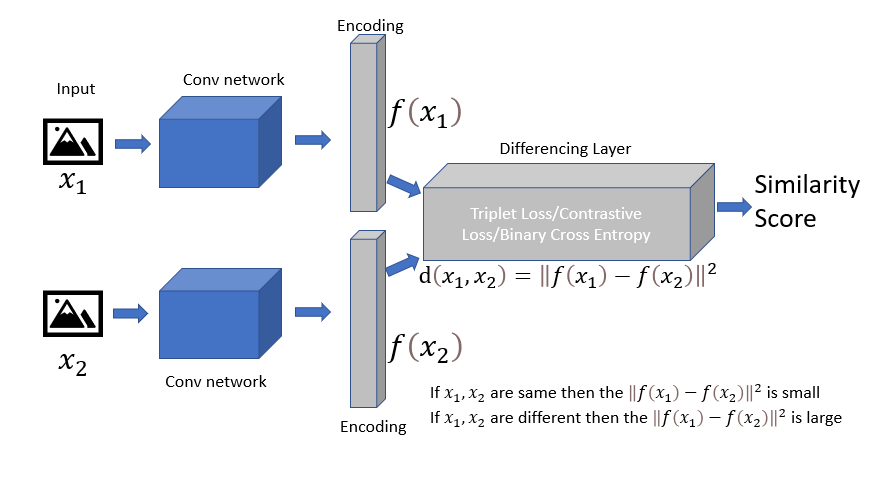 Encoding
Conv network
Input
f(x₁)
x₁
Differencing Layer
Similarity
Score
Triplet Loss/Contrastive
Loss/Binary Cross Entropy
d(x₁, x₂) = ‖f(x₁) − f(x₂)‖²
x₂
f(x₂)
Conv network
If x₁, x₂ are same then the ‖f(x₁) − f(x₂)‖² is small
If x₁, x₂ are different then the ‖f(x₁) − f(x₂)‖² is large
Encoding